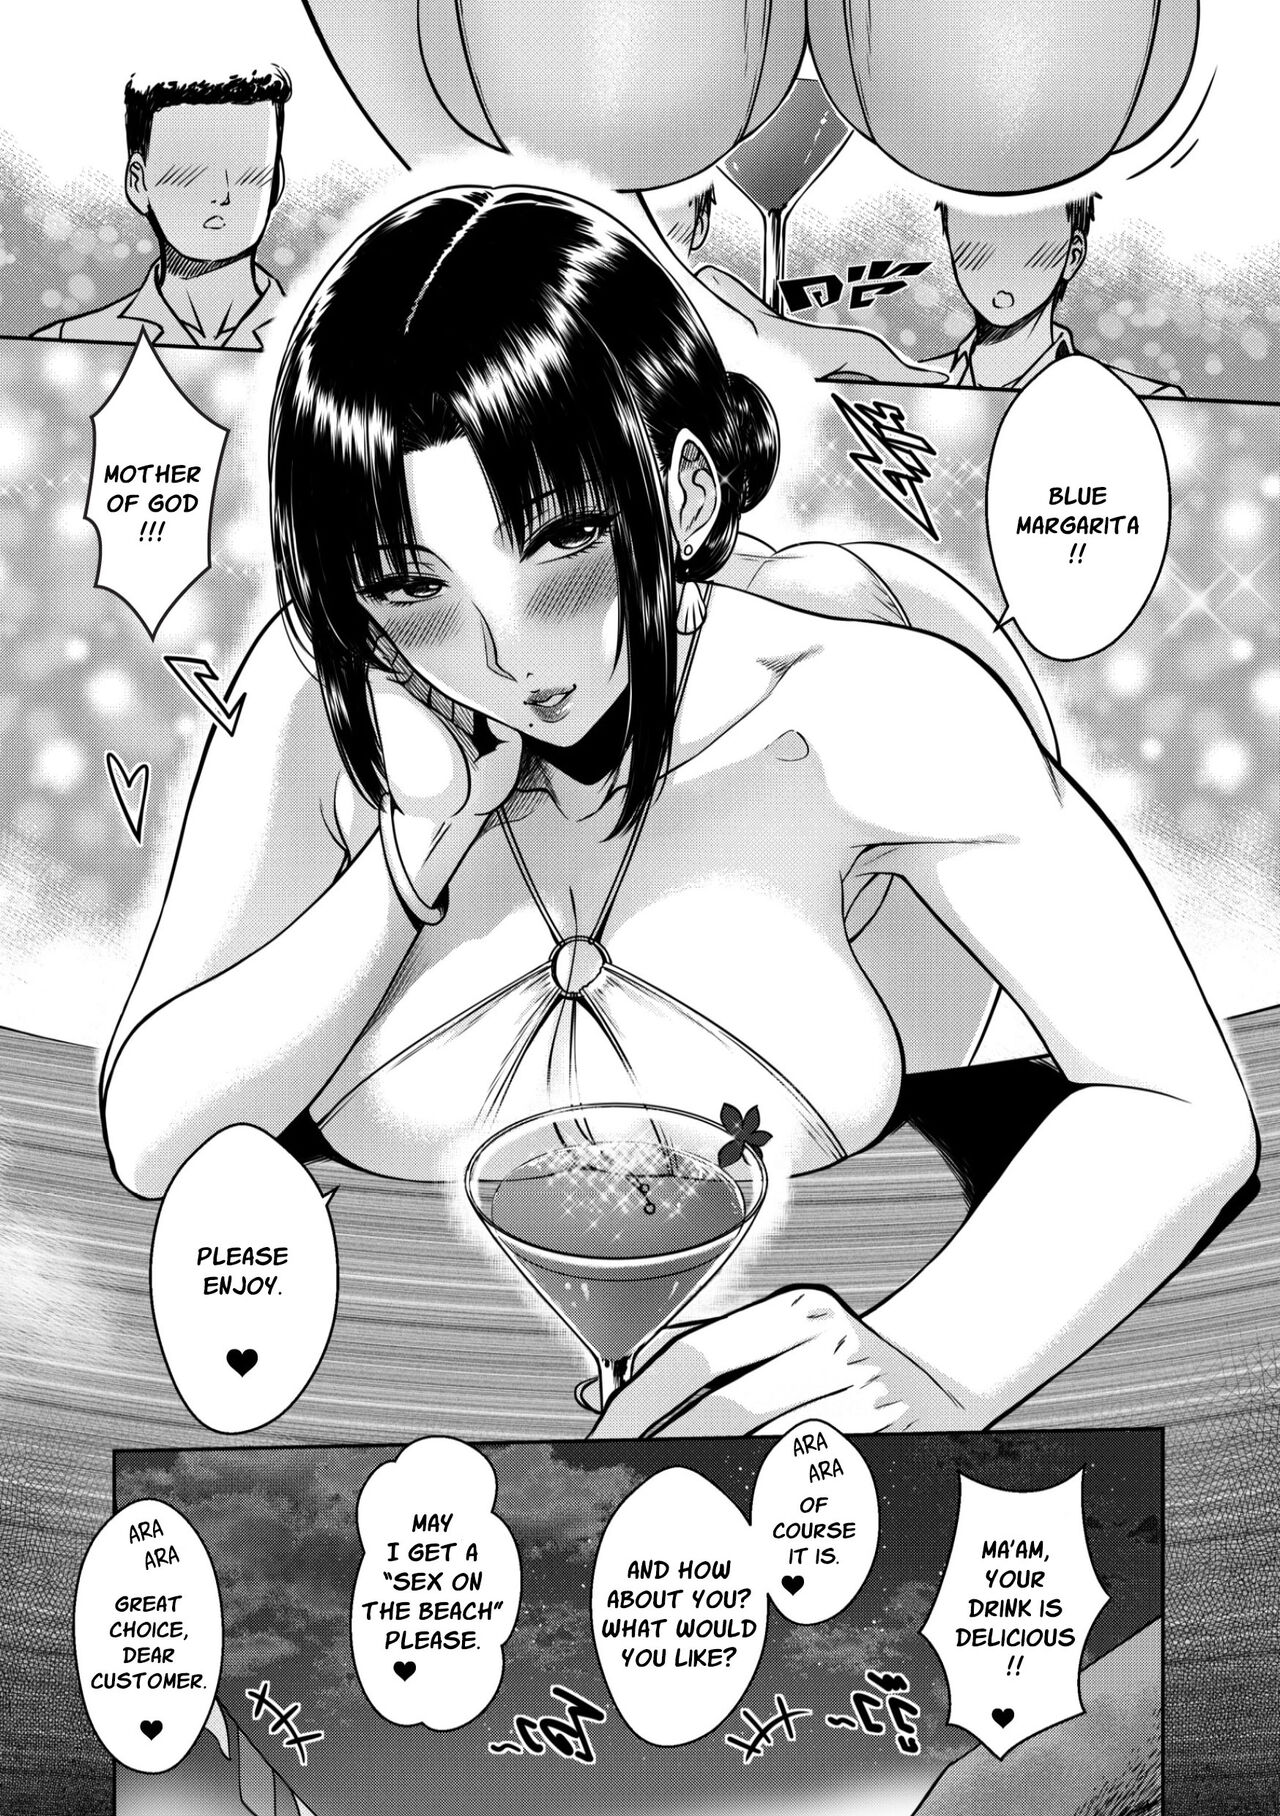 BLUE
MARGARITA
!!
MOTHER
OF GOD
!!!
PLEASE
ENJOY.
♥
MA'AM,
YOUR
DRINK IS
DELICIOUS
!!
♥
ARA
ARA
OF
COURSE
IT IS.
♥
AND HOW
ABOUT YOU?
WHAT WOULD
YOU LIKE?
MAY
I GET A
"SEX ON
THE BEACH"
PLEASE.
♥
ARA
ARA
GREAT
CHOICE,
DEAR
CUSTOMER.
♥